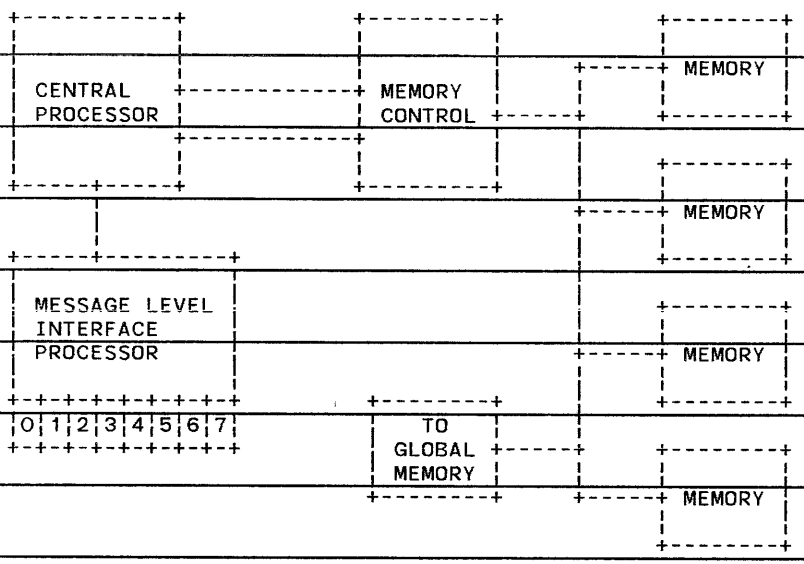 MEMORY
CENTRAL
PROCESSOR
MEMORY
CONTROL
MEMORY
MESSAGE LEVEL
INTERFACE
PROCESSOR
MEMORY
0 1 2 3 4 5 6 7
TO
GLOBAL
MEMORY
MEMORY